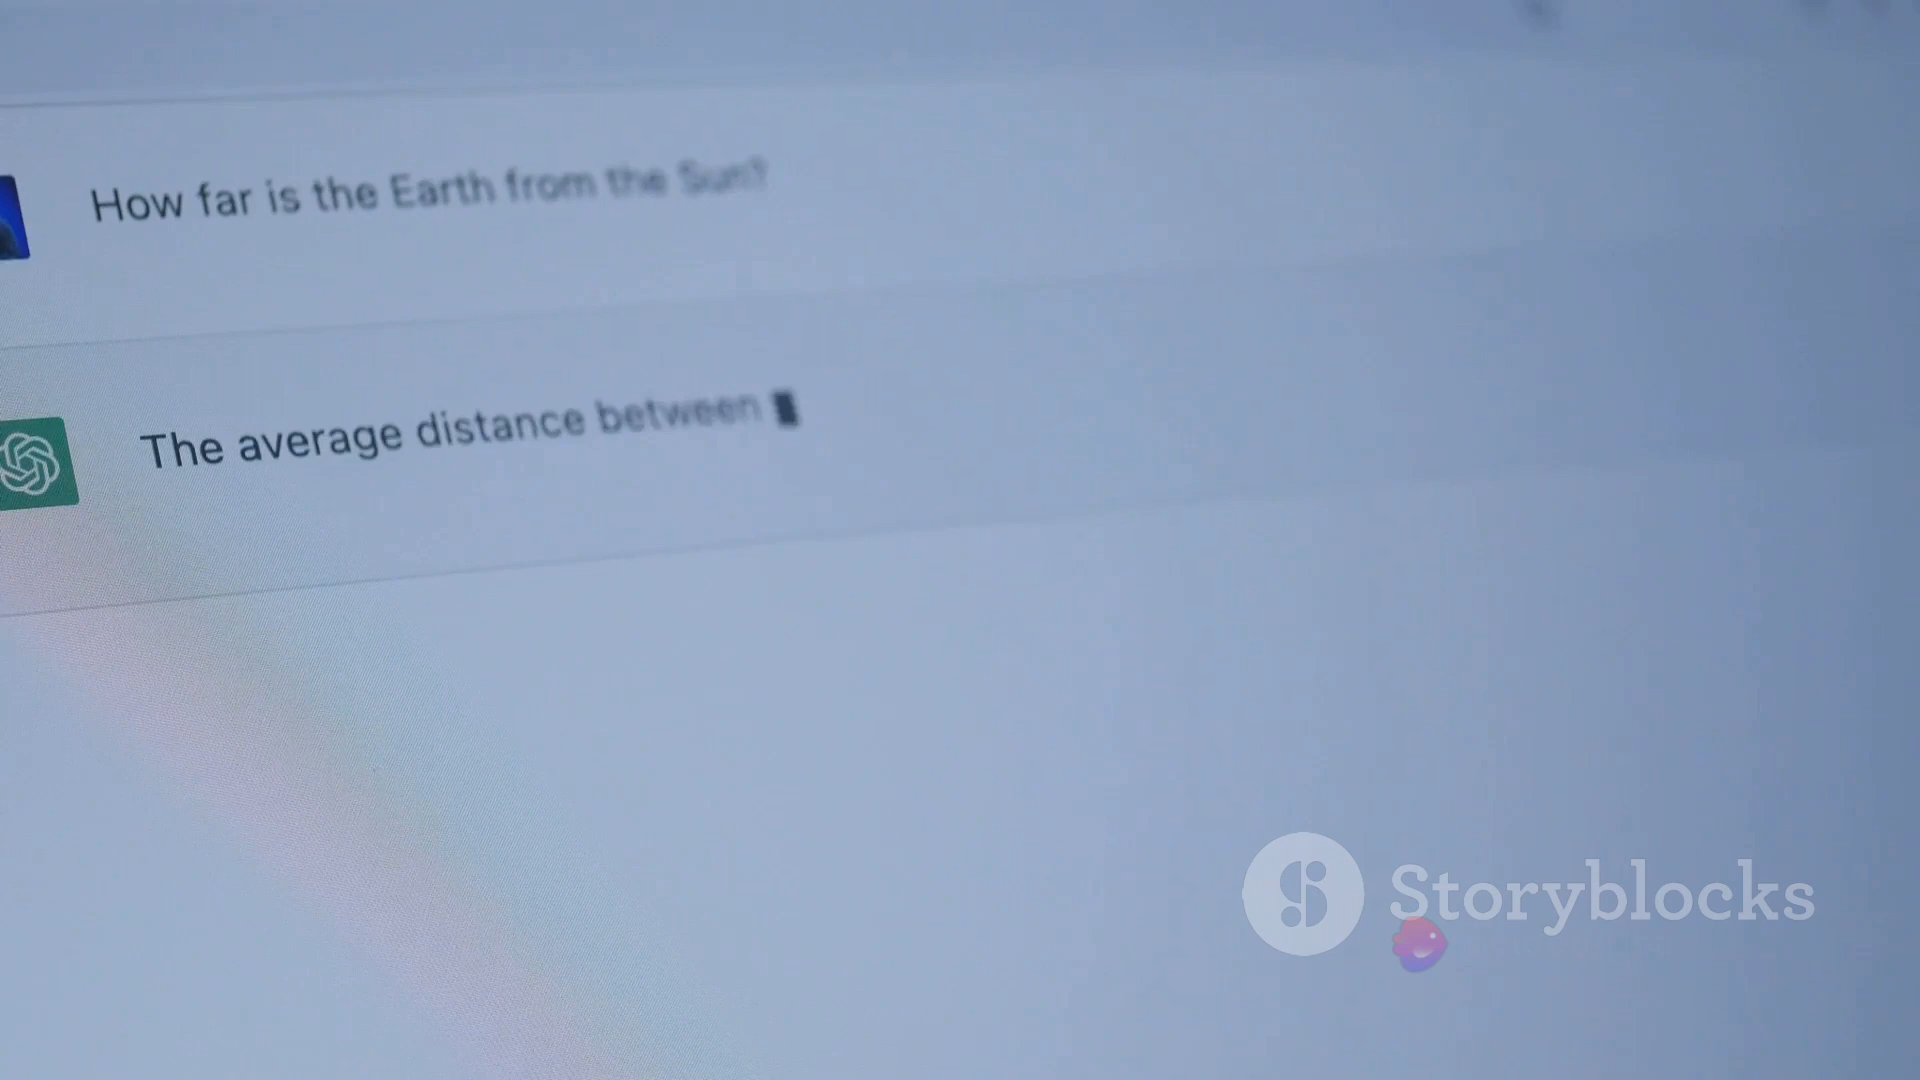 How far is the Earth from the Sun?
The average distance between
Storyblocks